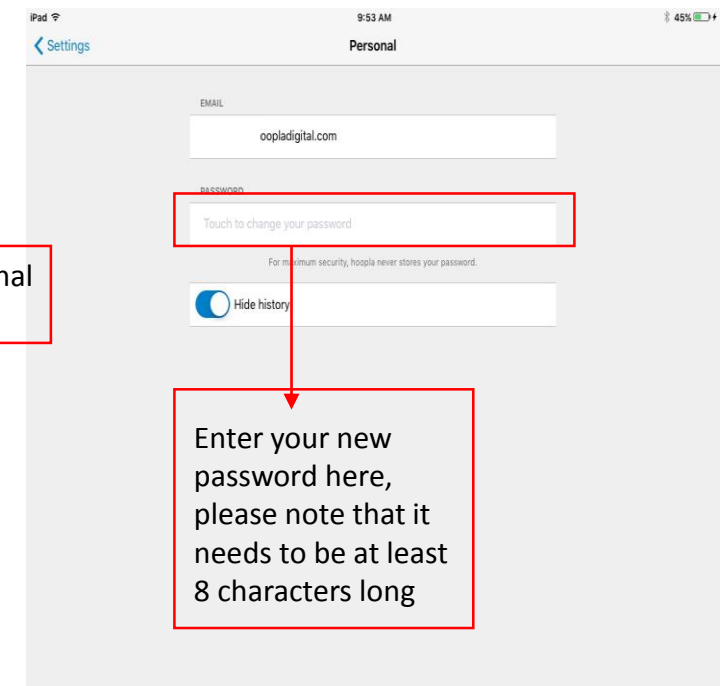 iPad 9:53 AM 45%
Settings Personal
EMAIL
oopladigital.com
PASSWORD
Touch to change your password
For maximum security, hoopla never stores your password.
nal
Hide history
Enter your new
password here,
please note that it
needs to be at least
8 characters long